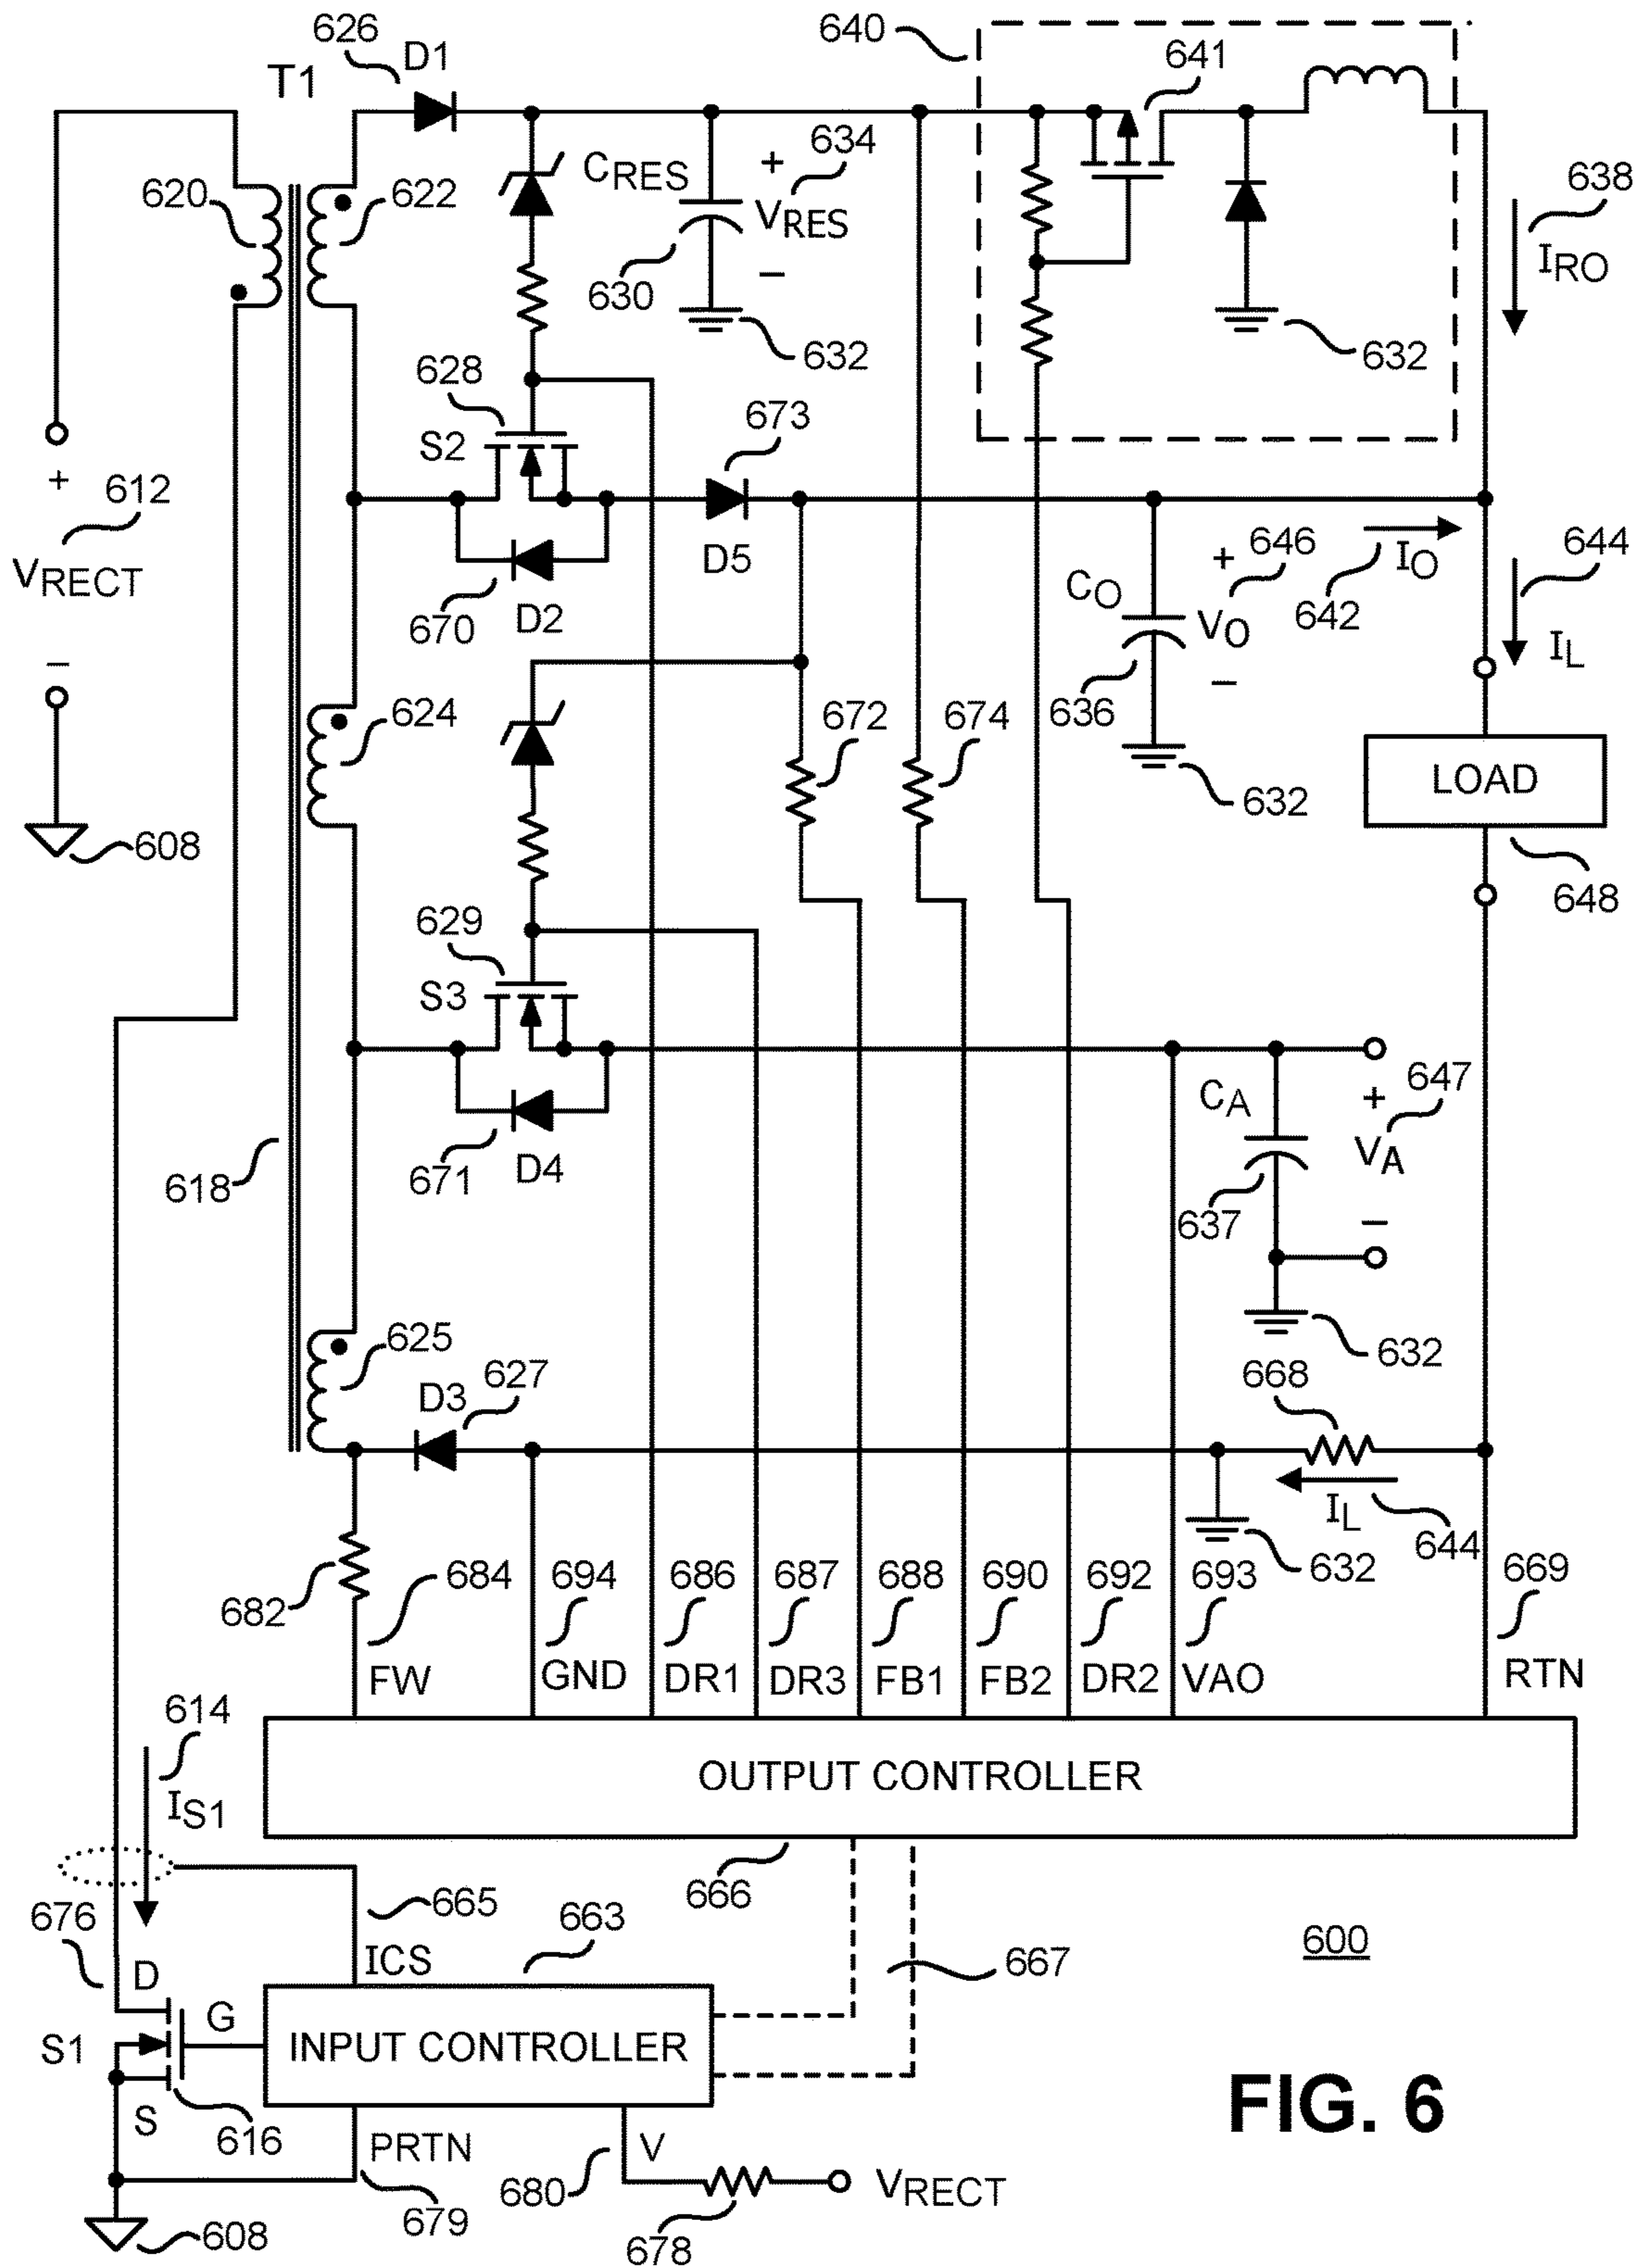 626
D1
640
641
T1
CRES
+
634
VRES
−
630
632
620
622
638
IRO
632
628
S2
673
+
612
VRECT
−
670
D2
D5
CO
+
646
VO
−
636
IO
642
644
IL
624
672
674
632
LOAD
608
648
629
S3
671
D4
618
CA
+
647
VA
−
637
632
625
D3
627
668
IL
644
632
682
684
694
686
687
688
690
692
693
669
FW
GND
DR1
DR3
FB1
FB2
DR2
VAO
RTN
614
IS1
OUTPUT CONTROLLER
666
665
676
663
667
600
D
ICS
G
S1
INPUT CONTROLLER
S
616
PRTN
V
680
VRECT
679
678
608
FIG. 6